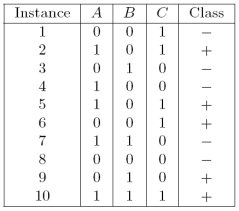 Instance A B C Class
1 0 0 1 −
2 1 0 1 +
3 0 1 0 −
4 1 0 0 −
5 1 0 1 +
6 0 0 1 +
7 1 1 0 −
8 0 0 0 −
9 0 1 0 +
10 1 1 1 +